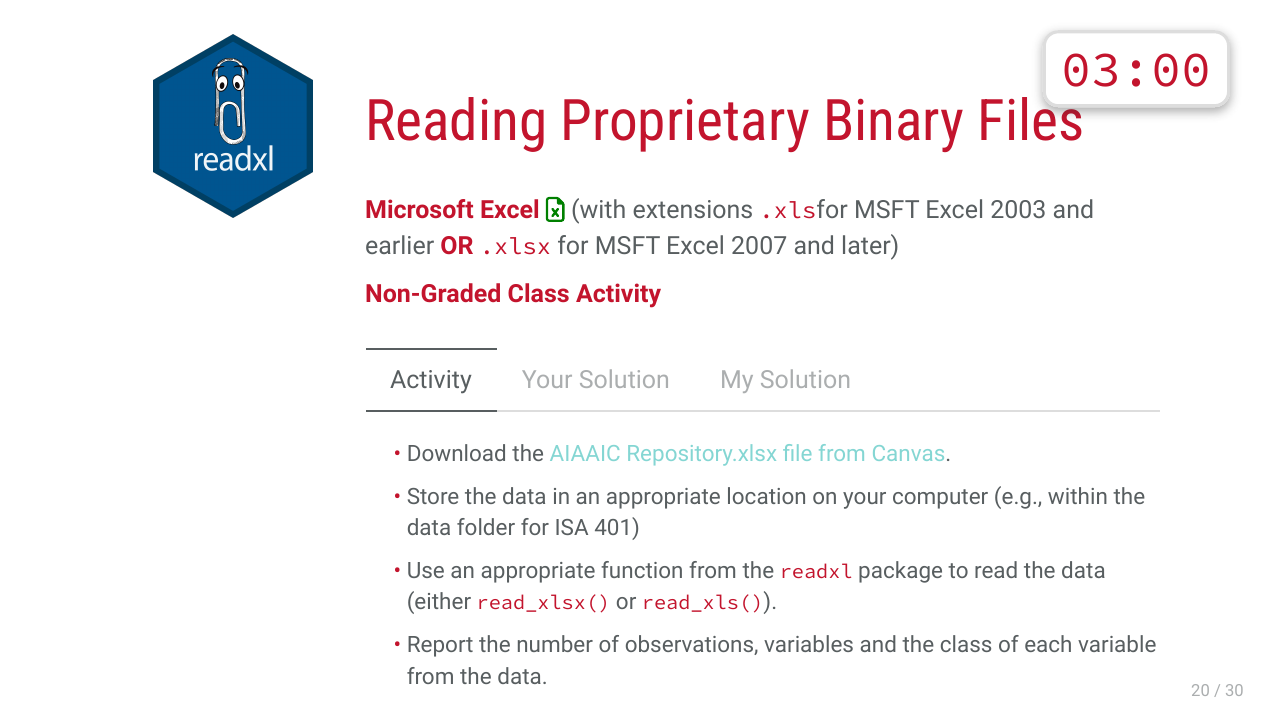 readxl
03:00
Reading Proprietary Binary Files
Microsoft Excel (with extensions .xlsfor MSFT Excel 2003 and
earlier OR .xlsx for MSFT Excel 2007 and later)
Non-Graded Class Activity
Activity Your Solution My Solution
• Download the AIAAIC Repository.xlsx file from Canvas.
• Store the data in an appropriate location on your computer (e.g., within the
data folder for ISA 401)
• Use an appropriate function from the readxl package to read the data
(either read_xlsx() or read_xls()).
• Report the number of observations, variables and the class of each variable
from the data.
20 / 30